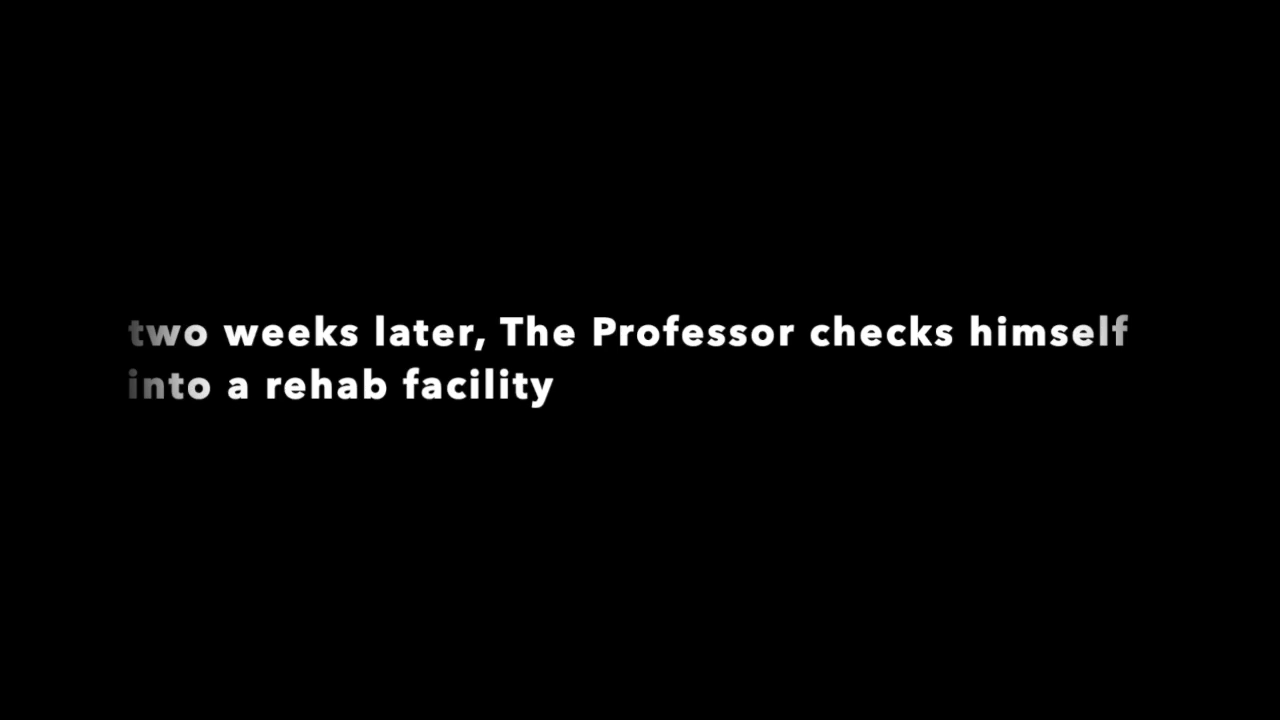 two weeks later, The Professor checks himself
into a rehab facility